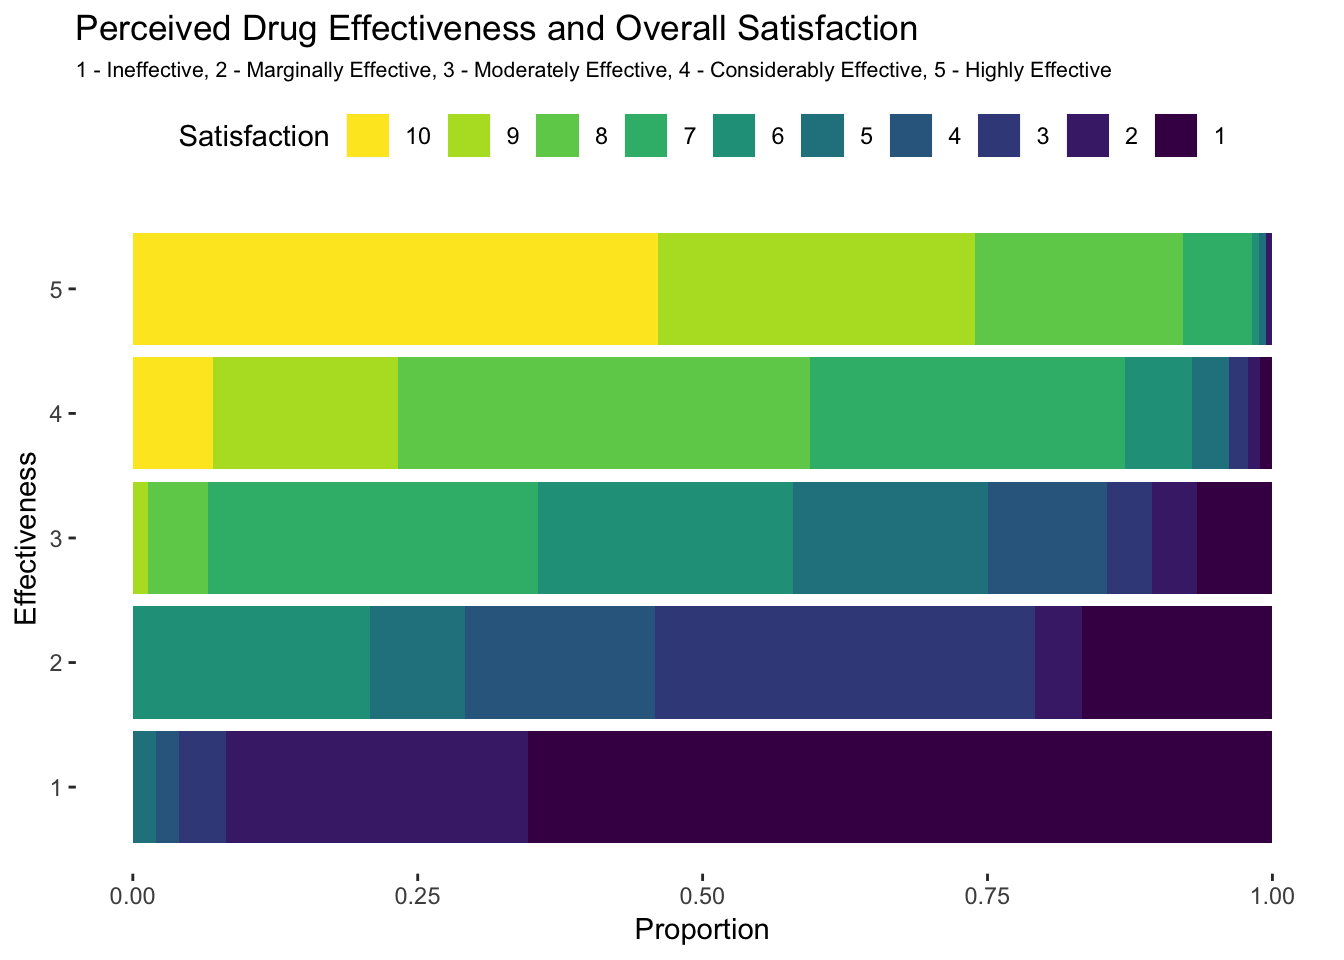 Perceived Drug Effectiveness and Overall Satisfaction
1 - Ineffective, 2 - Marginally Effective, 3 - Moderately Effective, 4 - Considerably Effective, 5 - Highly Effective
Satisfaction 10 9 8 7 6 5 4 3 2 1
Effectiveness
5
4
3
2
1
0.00 0.25 0.50 0.75 1.00
Proportion